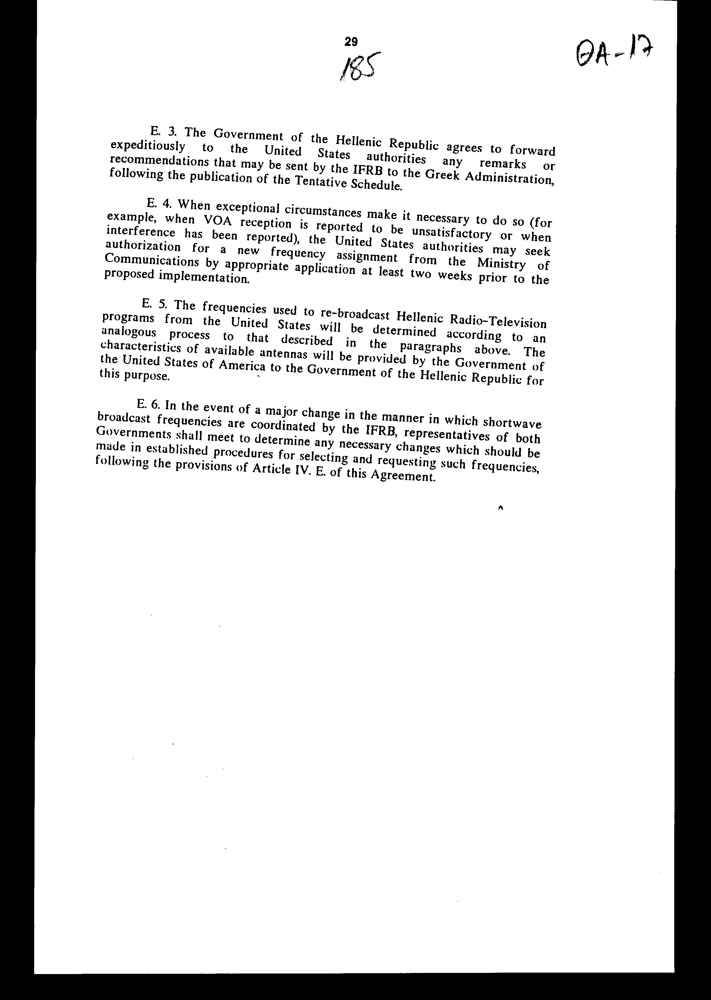 29
185
ΘA-17
E. 3. The Government of the Hellenic Republic agrees to forward
expeditiously to the United States authorities any remarks or
recommendations that may be sent by the IFRB to the Greek Administration,
following the publication of the Tentative Schedule.
E. 4. When exceptional circumstances make it necessary to do so (for
example, when VOA reception is reported to be unsatisfactory or when
interference has been reported), the United States authorities may seek
authorization for a new frequency assignment from the Ministry of
Communications by appropriate application at least two weeks prior to the
proposed implementation.
E. 5. The frequencies used to re-broadcast Hellenic Radio-Television
programs from the United States will be determined according to an
analogous process to that described in the paragraphs above. The
characteristics of available antennas will be provided by the Government of
the United States of America to the Government of the Hellenic Republic for
this purpose.
E. 6. In the event of a major change in the manner in which shortwave
broadcast frequencies are coordinated by the IFRB, representatives of both
Governments shall meet to determine any necessary changes which should be
made in established procedures for selecting and requesting such frequencies,
following the provisions of Article IV. E. of this Agreement.